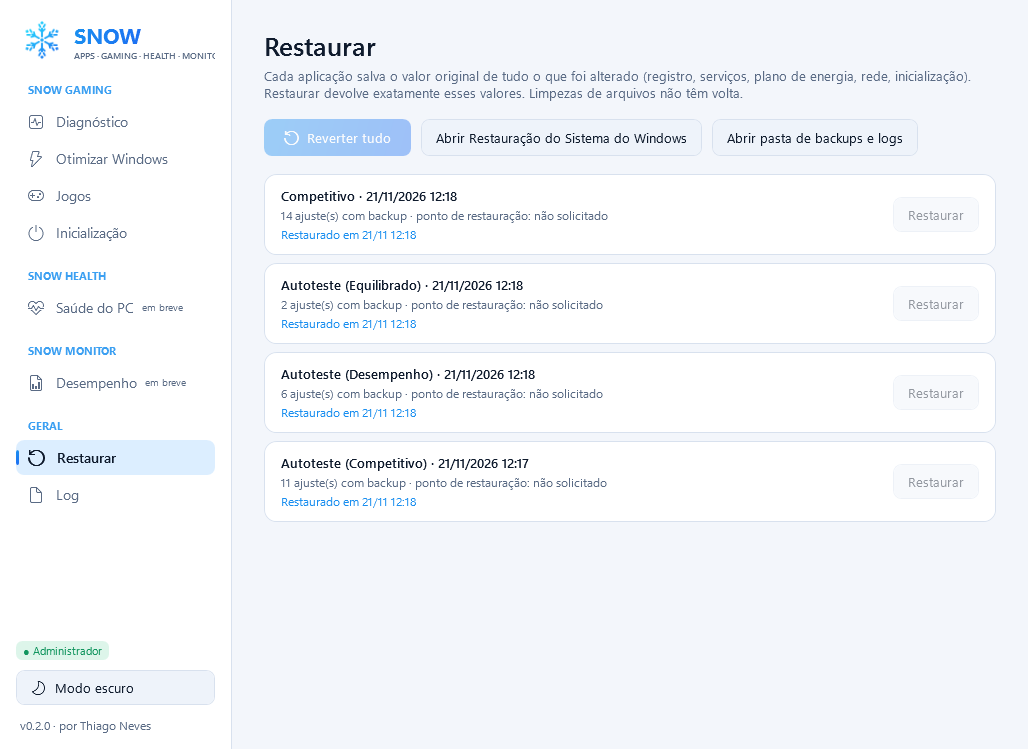 SNOW
APPS · GAMING · HEALTH · MONITO
SNOW GAMING
Diagnóstico
Otimizar Windows
Jogos
Inicialização
SNOW HEALTH
Saúde do PC em breve
SNOW MONITOR
Desempenho em breve
GERAL
Restaurar
Log
● Administrador
Modo escuro
v0.2.0 · por Thiago Neves
Restaurar
Cada aplicação salva o valor original de tudo o que foi alterado (registro, serviços, plano de energia, rede, inicialização).
Restaurar devolve exatamente esses valores. Limpezas de arquivos não têm volta.
Reverter tudo
Abrir Restauração do Sistema do Windows
Abrir pasta de backups e logs
Competitivo · 21/11/2026 12:18
14 ajuste(s) com backup · ponto de restauração: não solicitado
Restaurado em 21/11 12:18
Restaurar
Autoteste (Equilibrado) · 21/11/2026 12:18
2 ajuste(s) com backup · ponto de restauração: não solicitado
Restaurado em 21/11 12:18
Restaurar
Autoteste (Desempenho) · 21/11/2026 12:18
6 ajuste(s) com backup · ponto de restauração: não solicitado
Restaurado em 21/11 12:18
Restaurar
Autoteste (Competitivo) · 21/11/2026 12:17
11 ajuste(s) com backup · ponto de restauração: não solicitado
Restaurado em 21/11 12:18
Restaurar